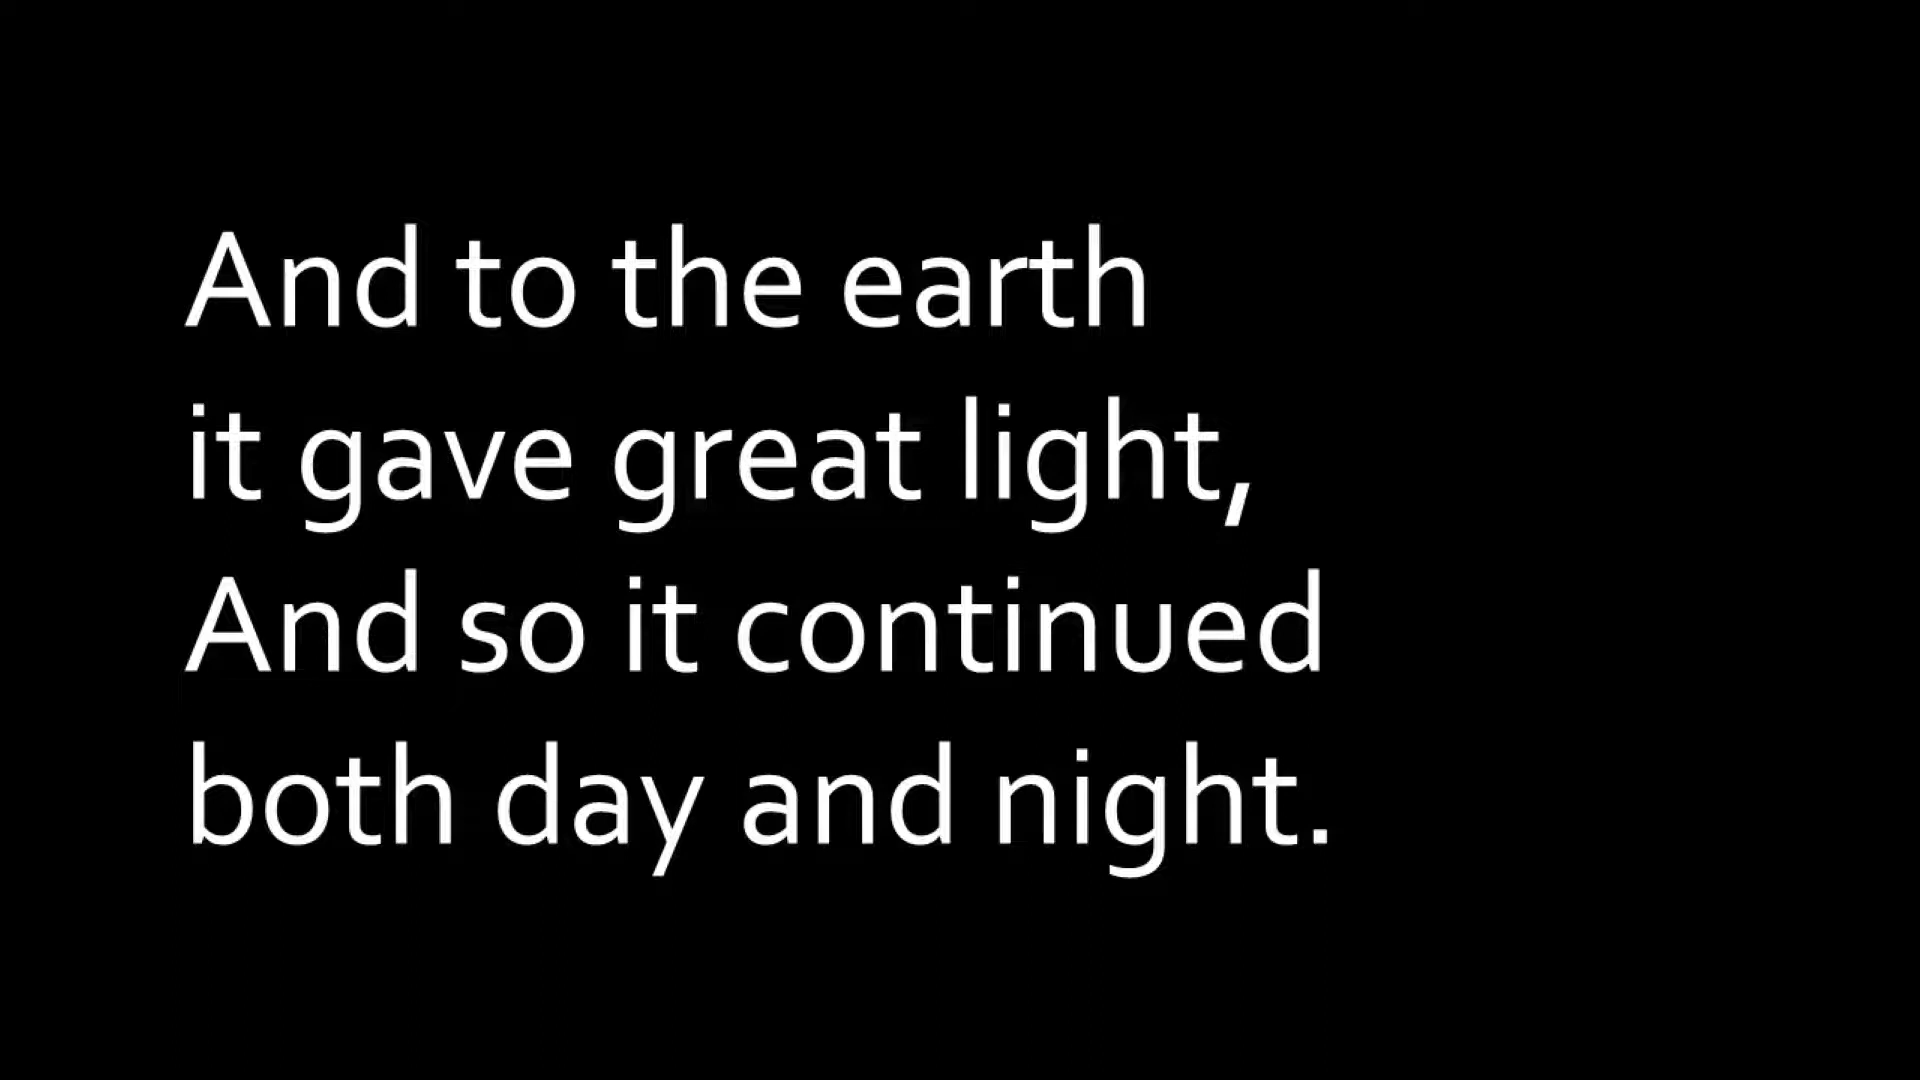 And to the earth
it gave great light,
And so it continued
both day and night.